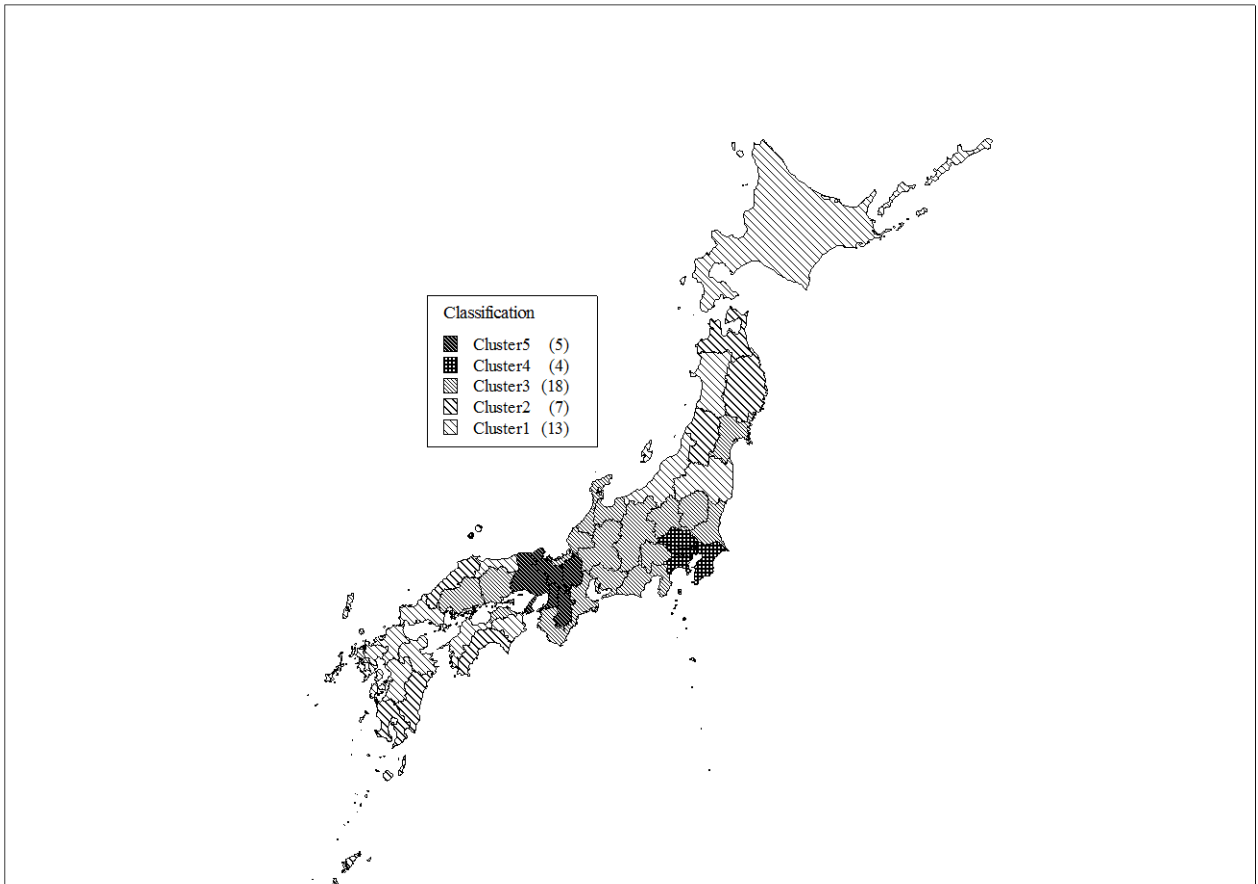 Classification
Cluster5 (5)
Cluster4 (4)
Cluster3 (18)
Cluster2 (7)
Cluster1 (13)